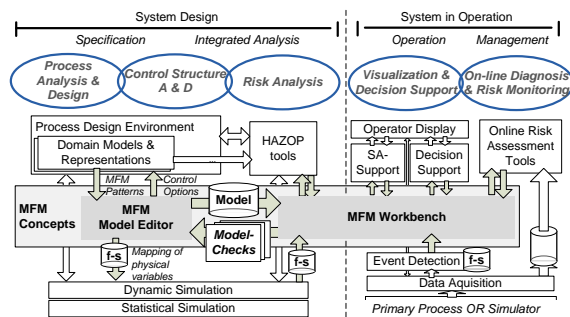 System Design
System in Operation
Specification
Integrated Analysis
Operation
Management
Process
Analysis &
Design
Control Structure
A & D
Risk Analysis
Visualization &
Decision Support
On-line Diagnosis
& Risk Monitoring
Process Design Environment
Domain Models &
Representations
HAZOP
tools
Operator Display
SA-
Support
Decision
Support
Online Risk
Assessment
Tools
MFM
Patterns
Control
Options
MFM
Concepts
MFM
Model Editor
Model
Model-
Checks
MFM Workbench
f-s
Mapping of
physical
variables
f-s
Event Detection
f-s
Data Aquisition
Dynamic Simulation
Statistical Simulation
Primary Process OR Simulator